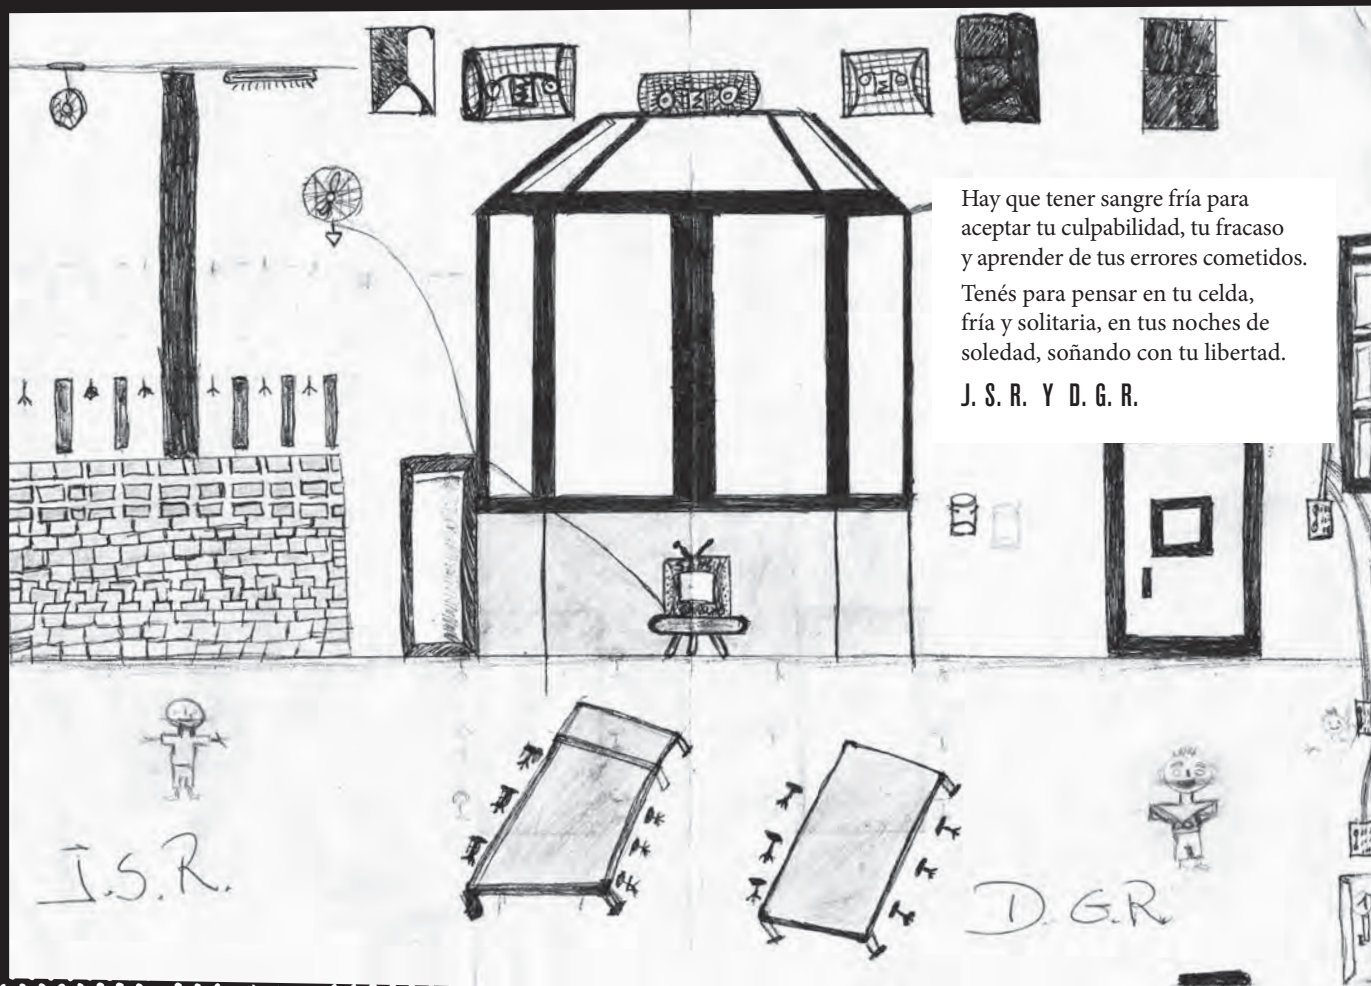 Hay que tener sangre fría para
aceptar tu culpabilidad, tu fracaso
y aprender de tus errores cometidos.
Tenés para pensar en tu celda,
fría y solitaria, en tus noches de
soledad, soñando con tu libertad.
J. S. R. Y D. G. R.
J.S.R.
D.G.R.